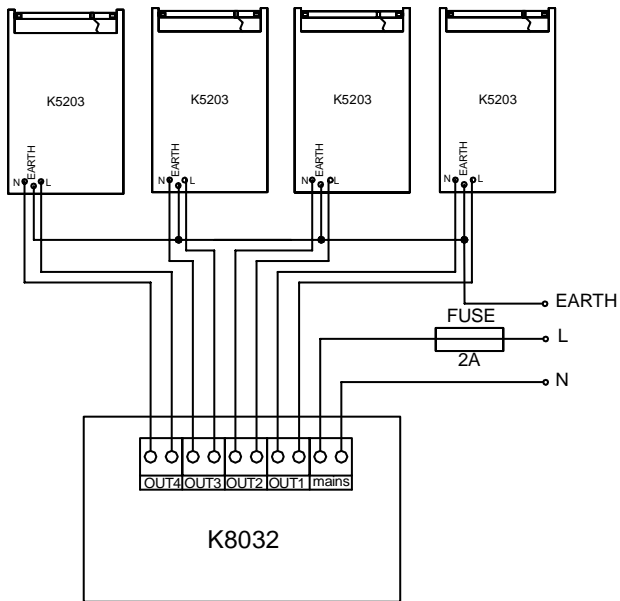 K5203 K5203 K5203 K5203
N EARTH L N EARTH L N EARTH L N EARTH L
EARTH
FUSE
L
2A
N
OUT4 OUT3 OUT2 OUT1 mains
K8032